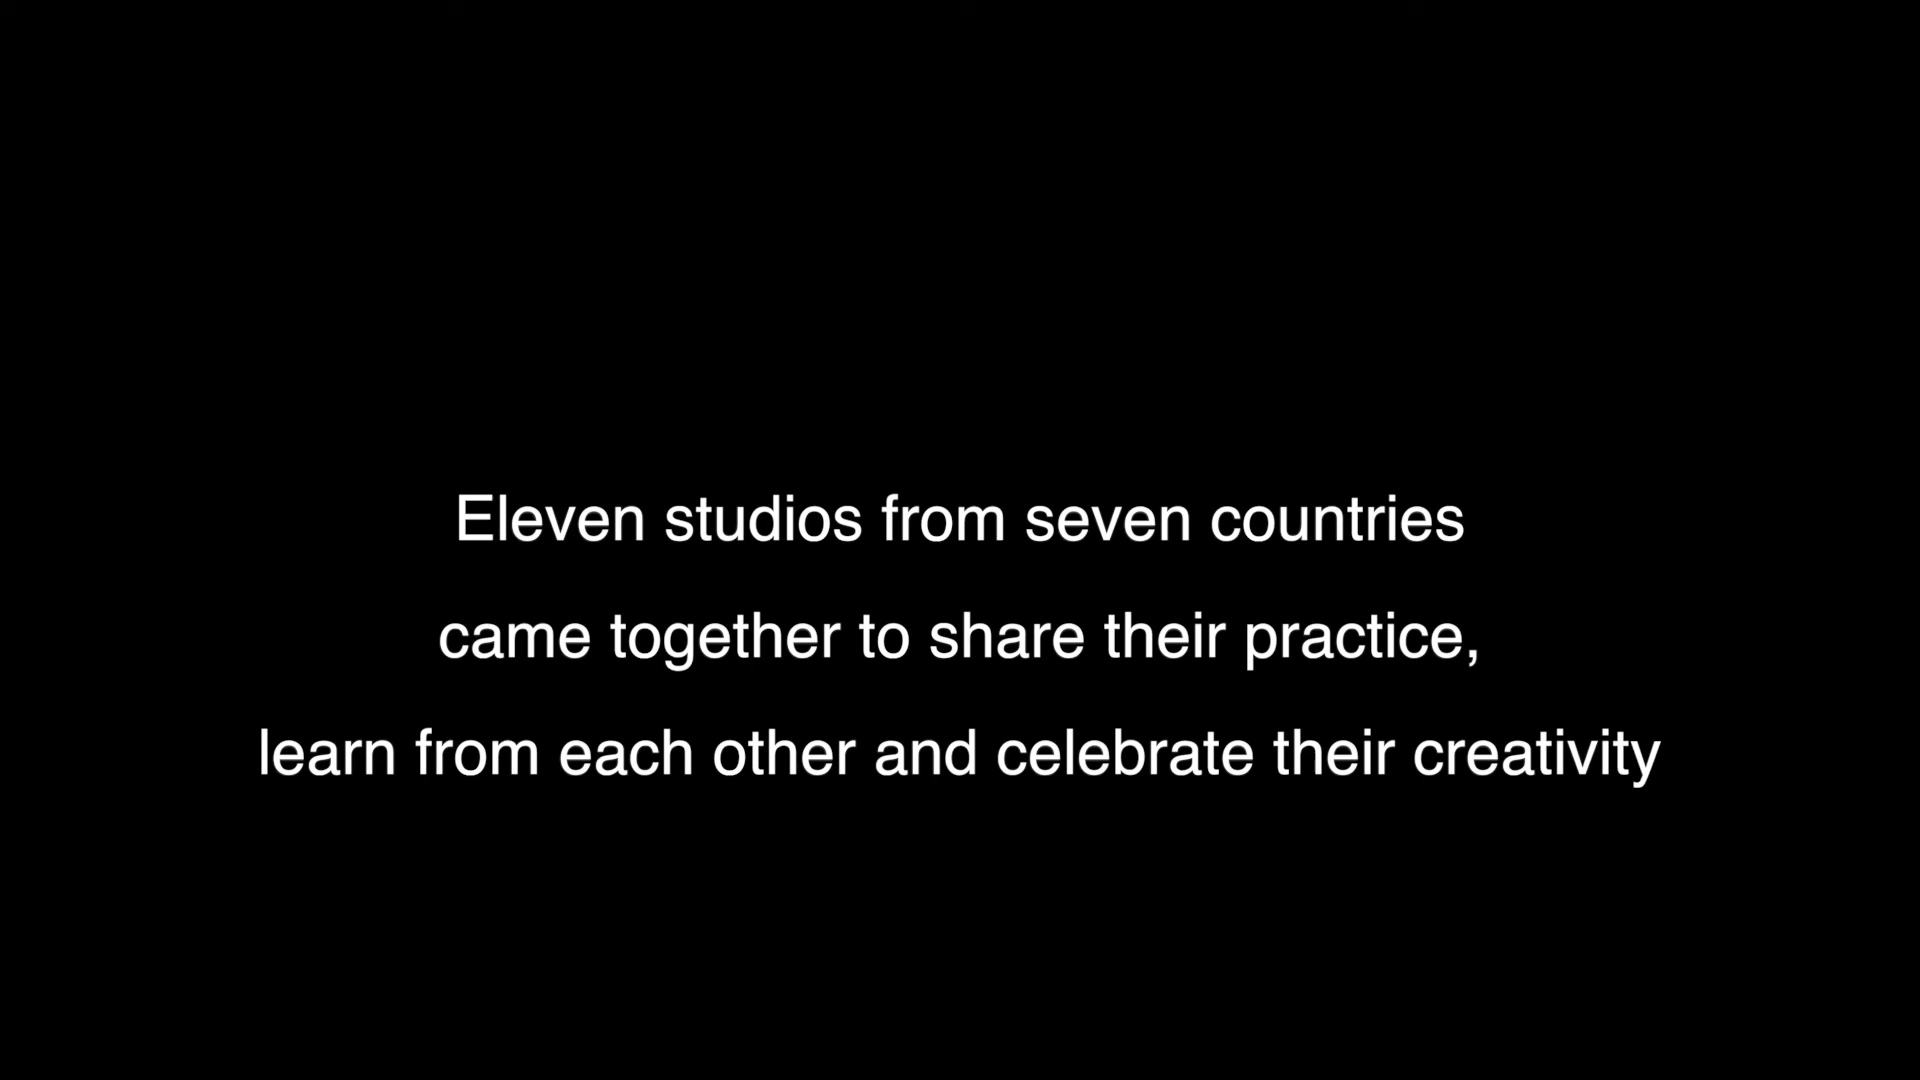 Eleven studios from seven countries
came together to share their practice,
learn from each other and celebrate their creativity